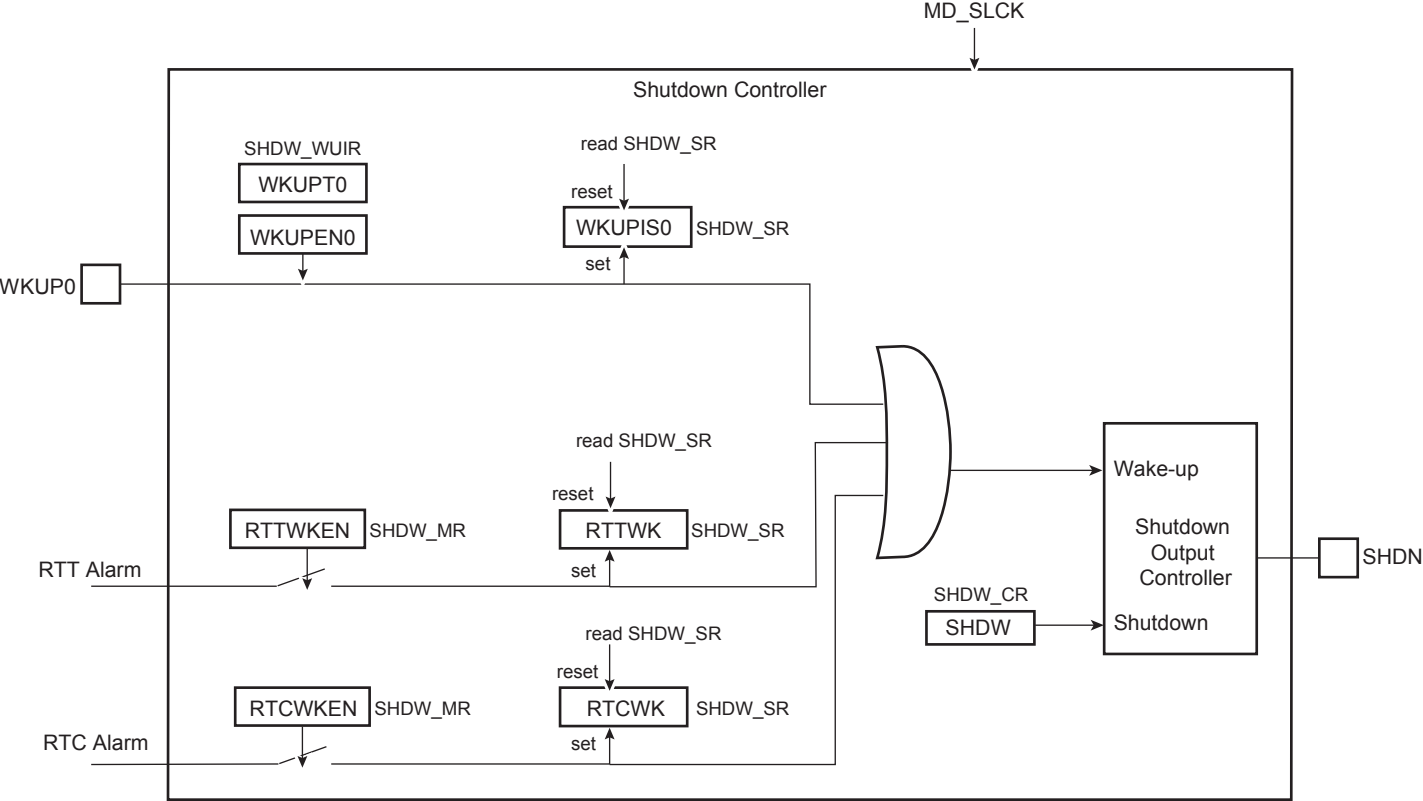 MD_SLCK
Shutdown Controller
SHDW_WUIR
WKUPT0
WKUPEN0
read SHDW_SR
reset
WKUPIS0
SHDW_SR
set
WKUP0
read SHDW_SR
reset
RTTWKEN
SHDW_MR
RTTWK
SHDW_SR
RTT Alarm
set
read SHDW_SR
reset
RTCWKEN
SHDW_MR
RTCWK
SHDW_SR
RTC Alarm
set
Wake-up
Shutdown
Output
Controller
SHDW_CR
SHDW
Shutdown
SHDN